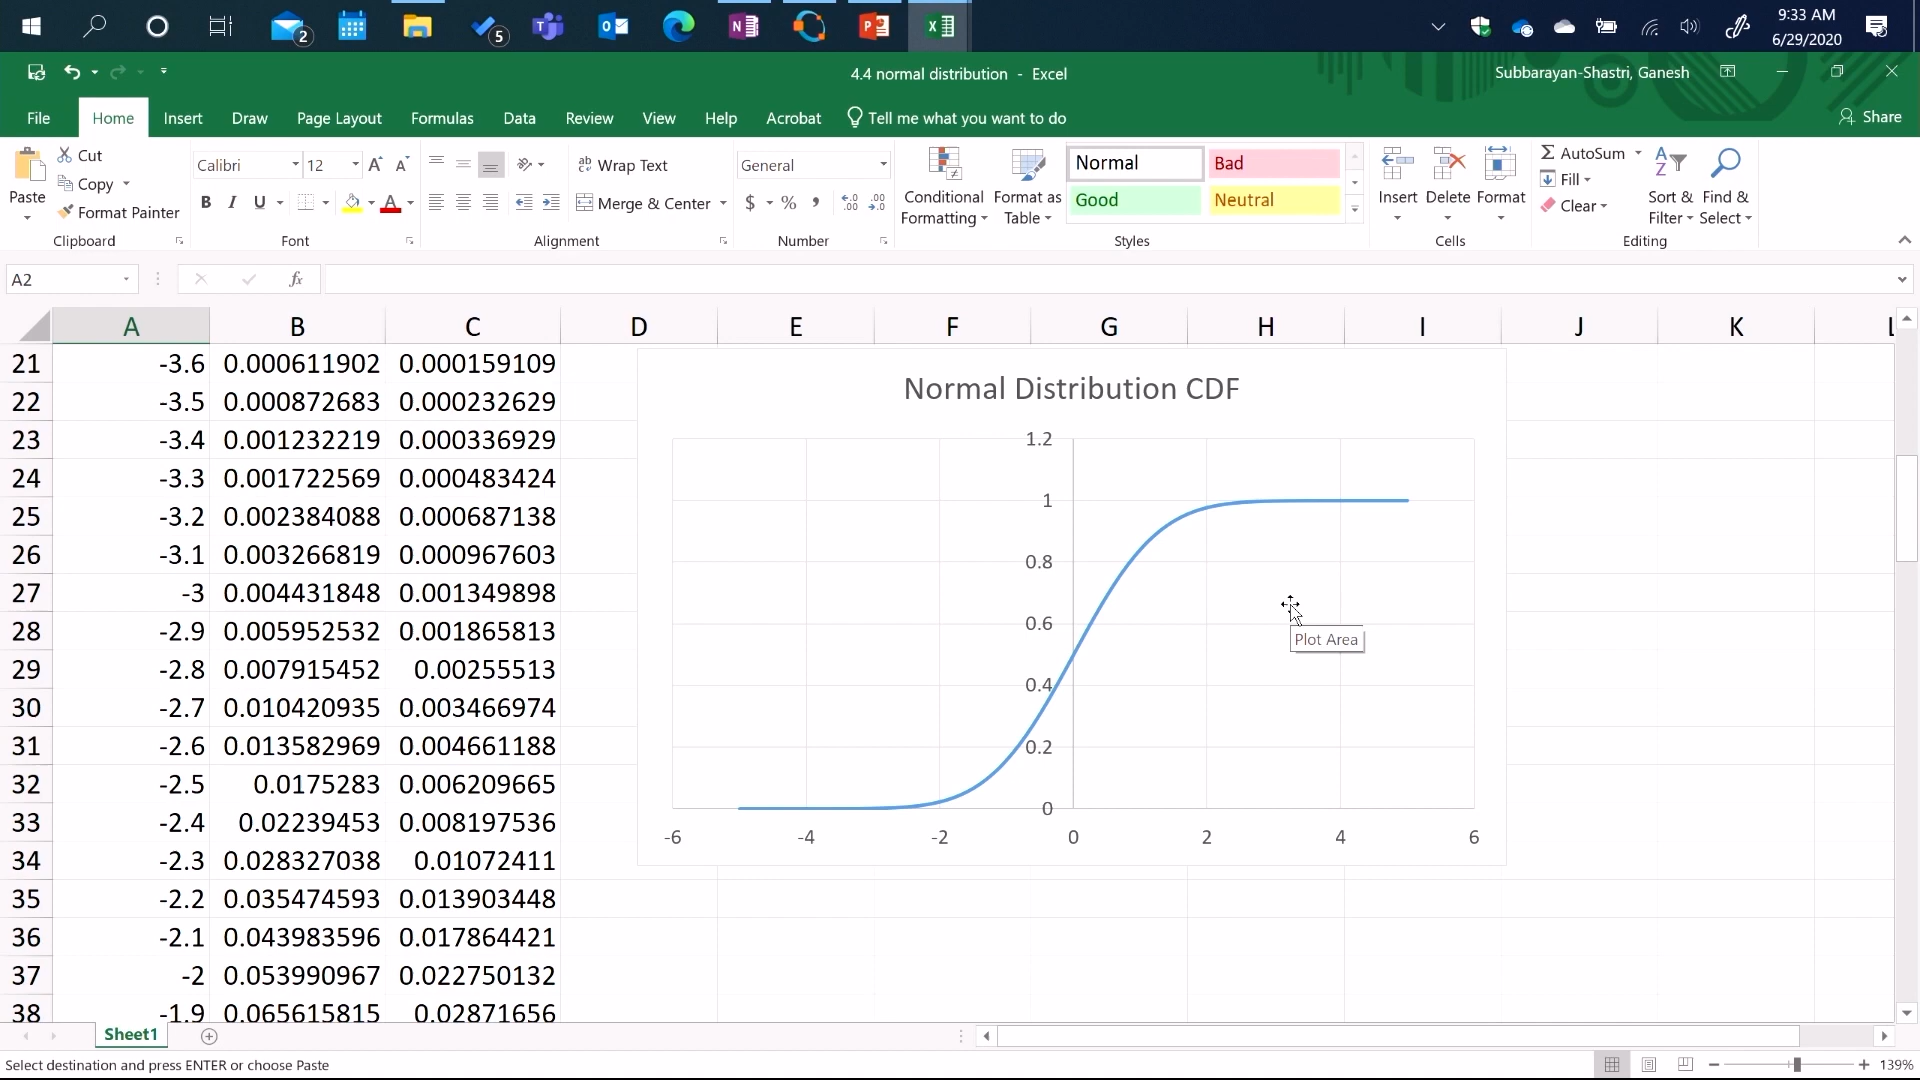 2
5
9:33 AM
6/29/2020
4.4 normal distribution - Excel
Subbarayan-Shastri, Ganesh
File Home Insert Draw Page Layout Formulas Data Review View Help Acrobat Tell me what you want to do Share
Paste
Cut
Copy
Format Painter
Clipboard
Calibri 12
B I U
Font
Wrap Text
Merge & Center
Alignment
General
$ % ,
Number
Conditional Formatting
Format as Table
Normal Bad
Good Neutral
Styles
Insert Delete Format
Cells
AutoSum
Fill
Clear
Sort & Filter
Find & Select
Editing
A2 fx
A B C D E F G H I J K L
21 -3.6 0.000611902 0.000159109
22 -3.5 0.000872683 0.000232629
23 -3.4 0.001232219 0.000336929
24 -3.3 0.001722569 0.000483424
25 -3.2 0.002384088 0.000687138
26 -3.1 0.003266819 0.000967603
27 -3 0.004431848 0.001349898
28 -2.9 0.005952532 0.001865813
29 -2.8 0.007915452 0.00255513
30 -2.7 0.010420935 0.003466974
31 -2.6 0.013582969 0.004661188
32 -2.5 0.0175283 0.006209665
33 -2.4 0.02239453 0.008197536
34 -2.3 0.028327038 0.01072411
35 -2.2 0.035474593 0.013903448
36 -2.1 0.043983596 0.017864421
37 -2 0.053990967 0.022750132
38 -1.9 0.065615815 0.02871656
Normal Distribution CDF
1.2
1
0.8
0.6
0.4
0.2
0
-6 -4 -2 0 2 4 6
Plot Area
Sheet1
Select destination and press ENTER or choose Paste
139%